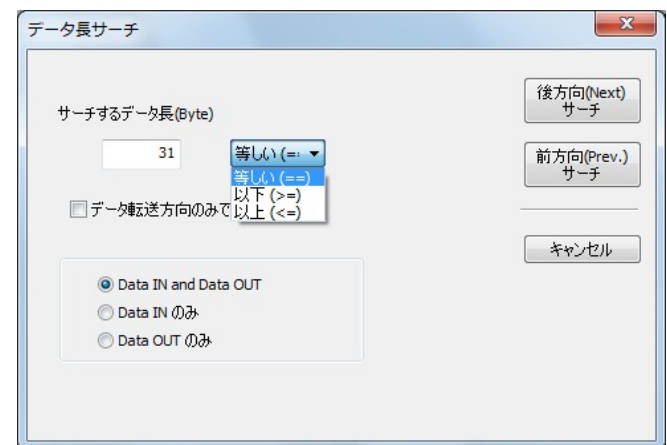 データ長サーチ
サーチするデータ長(Byte)
31
等しい (=:
等しい (==)
以下 (>=)
以上 (<=)
データ転送方向のみで
Data IN and Data OUT
Data IN のみ
Data OUT のみ
後方向(Next)
サーチ
前方向(Prev.)
サーチ
キャンセル